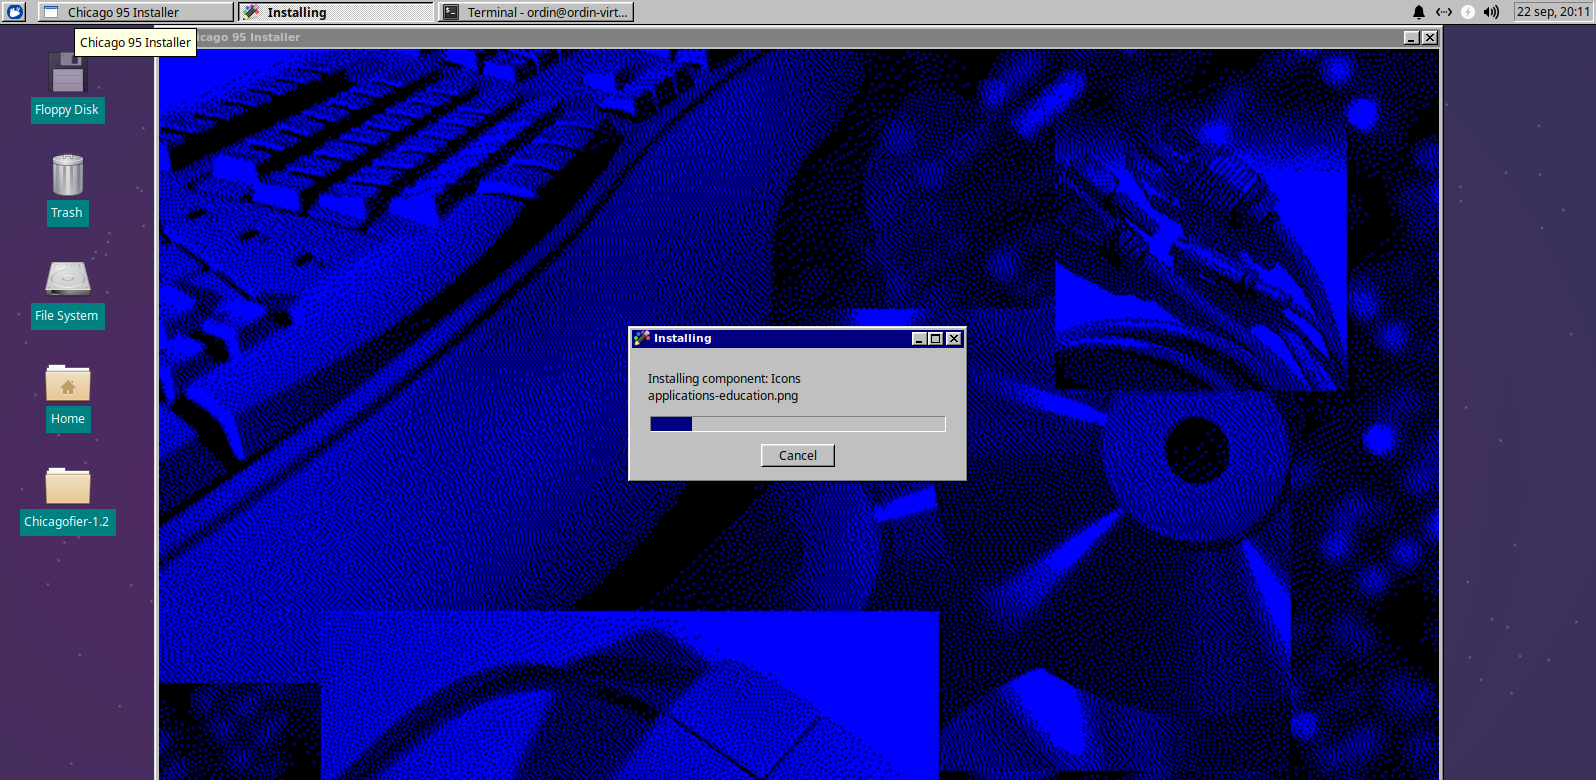 Chicago 95 Installer
Installing
Terminal - ordin@ordin-virt...
22 sep, 20:11
Chicago 95 Installer
icago 95 Installer
Floppy Disk
Trash
File System
Home
Chicagofier-1.2
Installing
Installing component: Icons
applications-education.png
Cancel